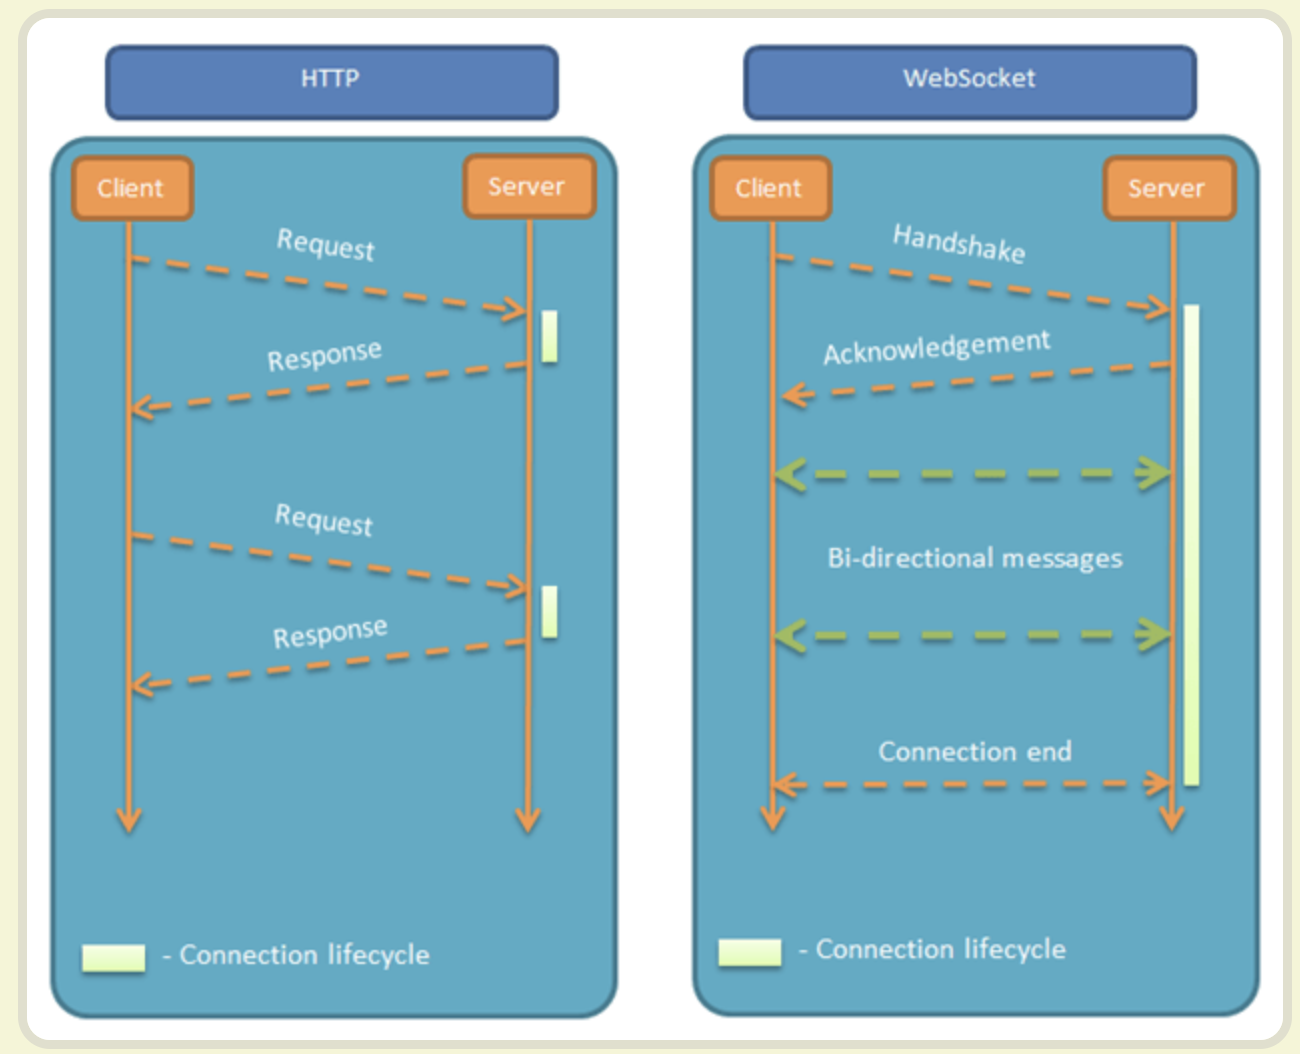 HTTP
Client
Server
Request
Response
Request
Response
- Connection lifecycle
WebSocket
Client
Server
Handshake
Acknowledgement
Bi-directional messages
Connection end
- Connection lifecycle